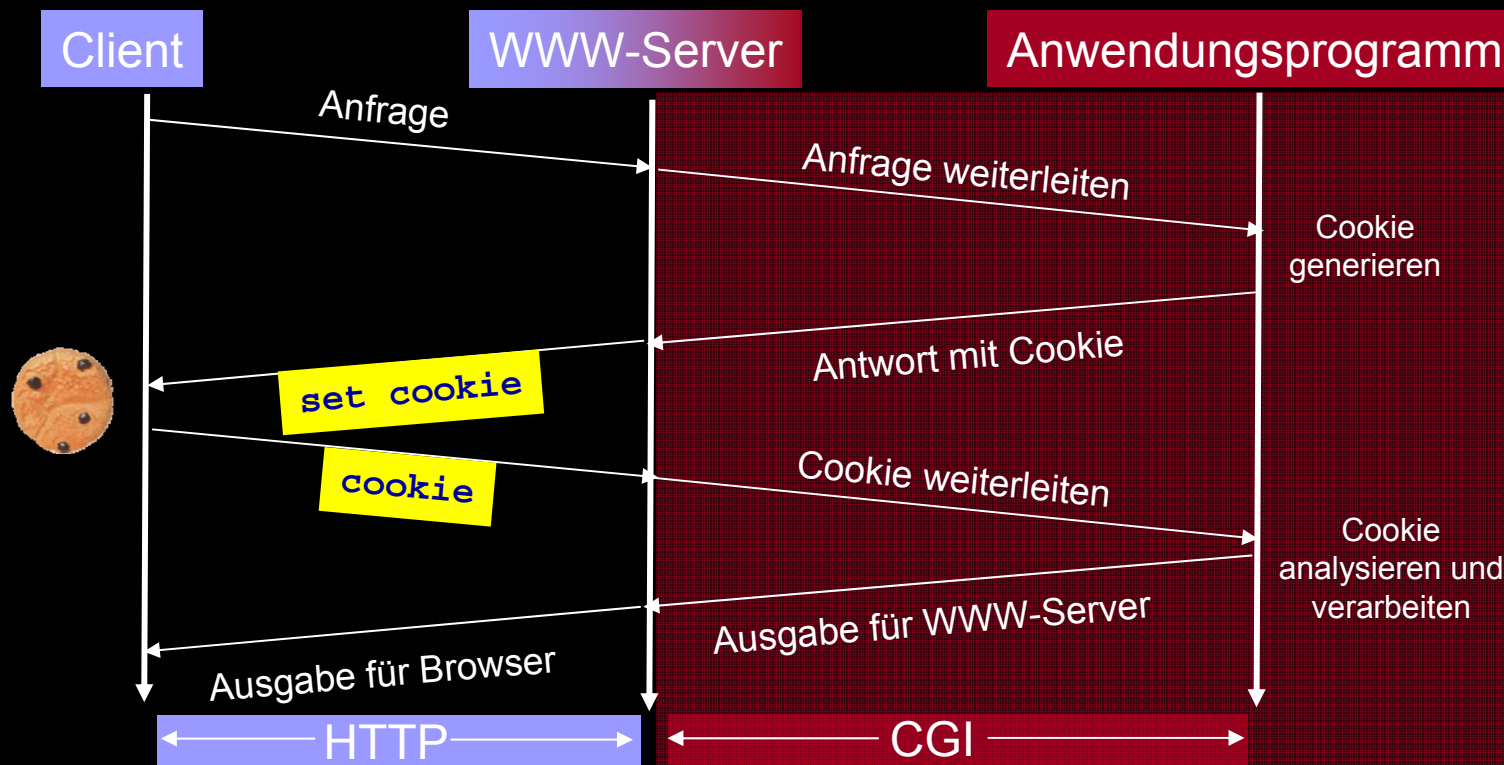 Client
WWW-Server
Anwendungsprogramm
Anfrage
Anfrage weiterleiten
Cookie
generieren
Antwort mit Cookie
set cookie
cookie
Cookie weiterleiten
Cookie
analysieren und
verarbeiten
Ausgabe für WWW-Server
Ausgabe für Browser
HTTP
CGI